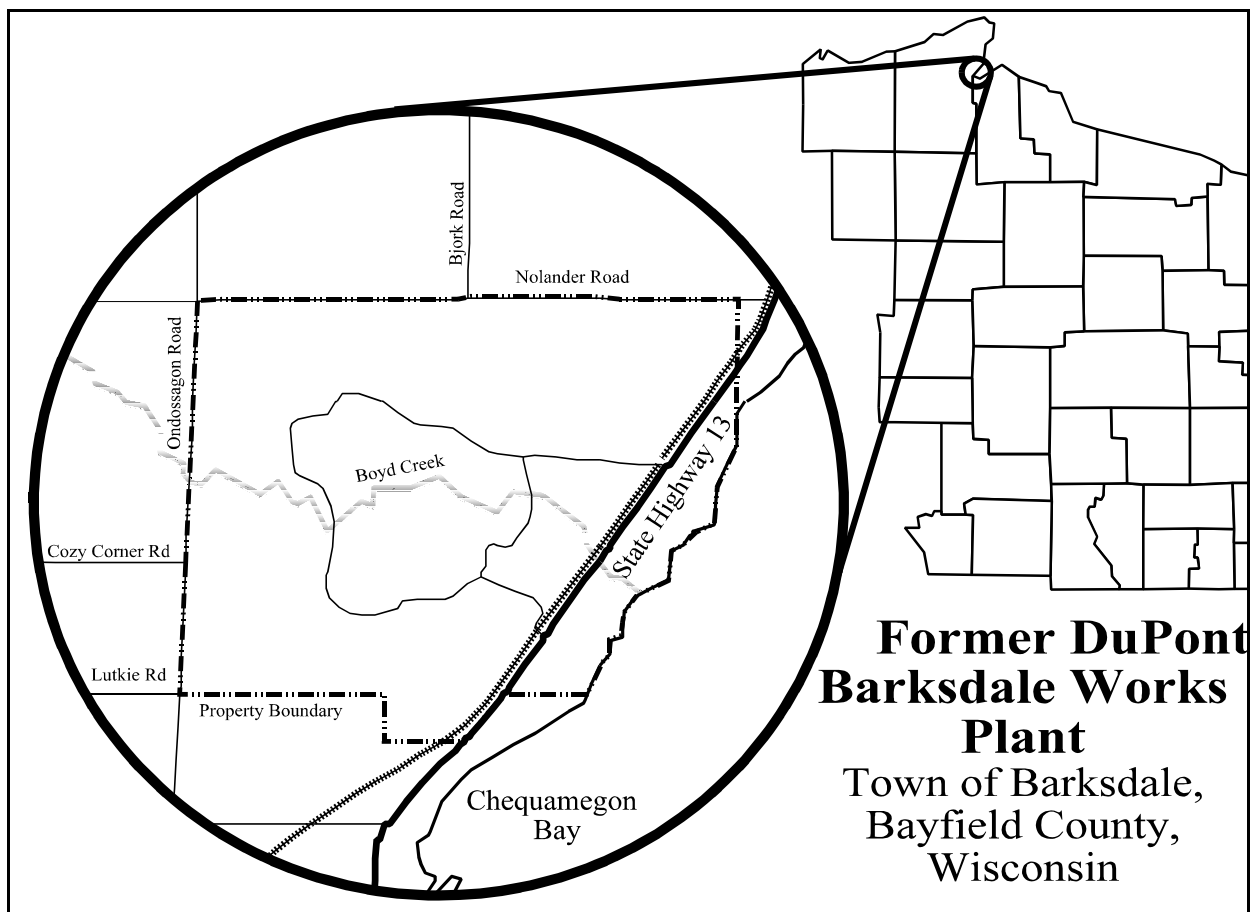 Bjork Road
Nolander Road
Ondossagon Road
Boyd Creek
State Highway 13
Cozy Corner Rd
Lutkie Rd
Property Boundary
Chequamegon
Bay
Former DuPont
Barksdale Works
Plant
Town of Barksdale,
Bayfield County,
Wisconsin